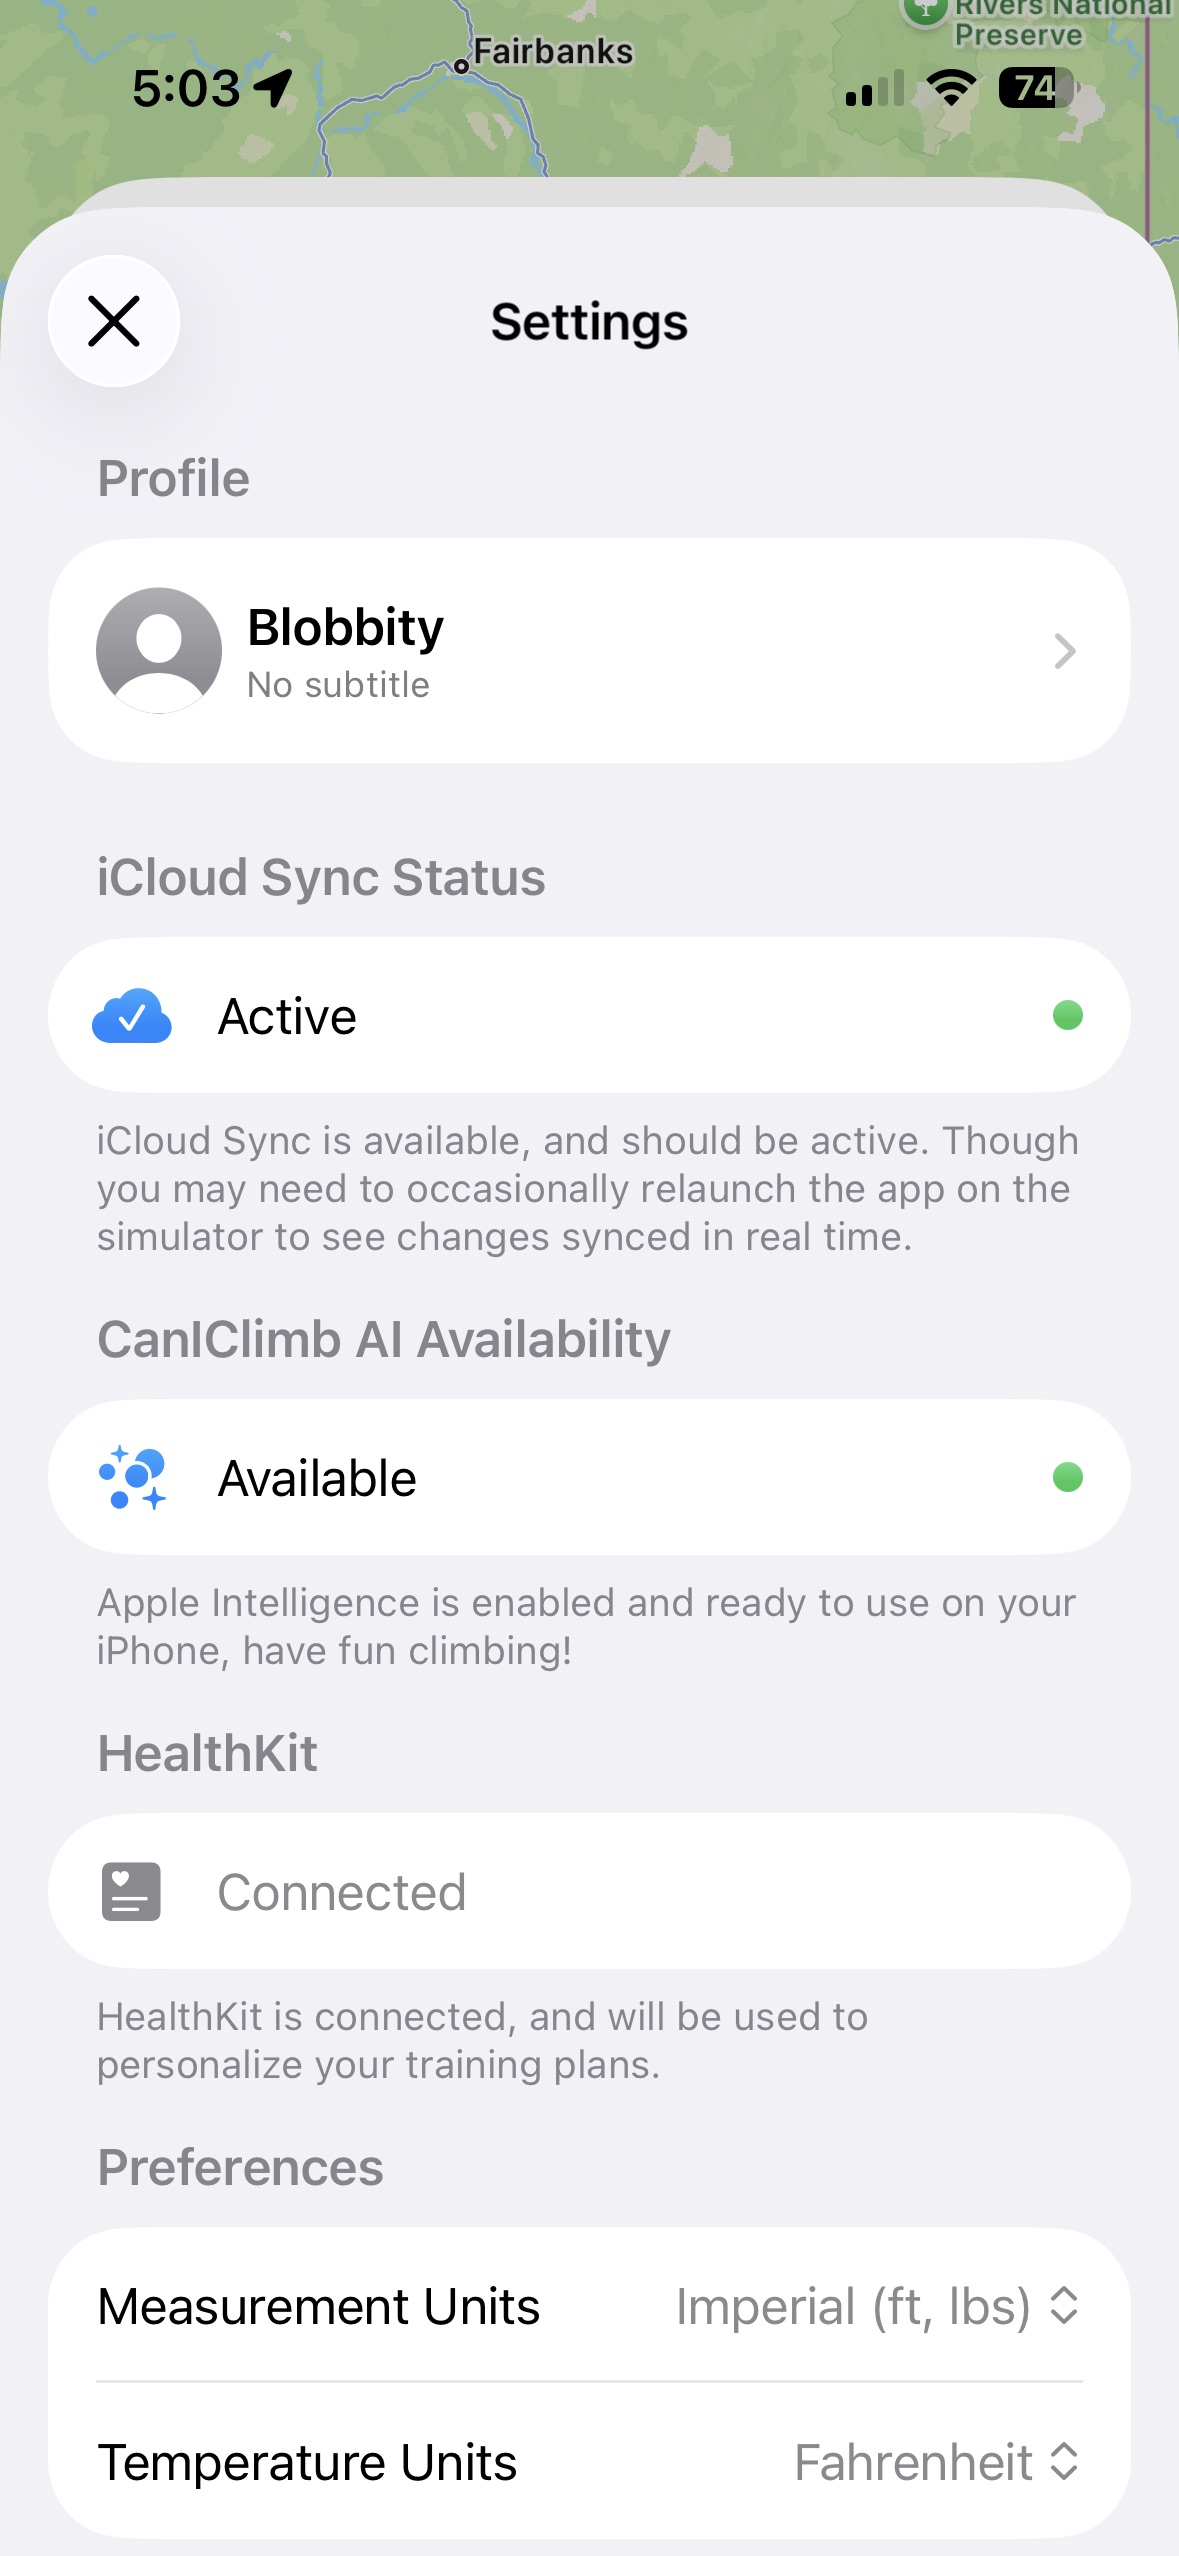 Rivers National
Preserve
Fairbanks
5:03
74
Settings
Profile
Blobbity
No subtitle
iCloud Sync Status
Active
iCloud Sync is available, and should be active. Though
you may need to occasionally relaunch the app on the
simulator to see changes synced in real time.
CanIClimb AI Availability
Available
Apple Intelligence is enabled and ready to use on your
iPhone, have fun climbing!
HealthKit
Connected
HealthKit is connected, and will be used to
personalize your training plans.
Preferences
Measurement Units
Imperial (ft, lbs)
Temperature Units
Fahrenheit